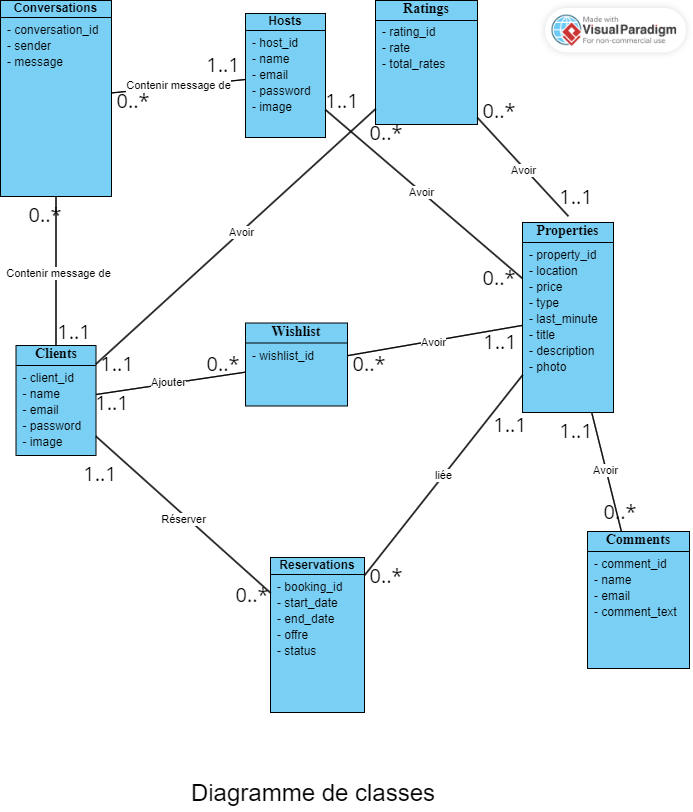 Conversations
- conversation_id
- sender
- message
Hosts
- host_id
- name
- email
- password
- image
Ratings
- rating_id
- rate
- total_rates
Made with
VisualParadigm
For non-commercial use
1..1
Contenir message de
0..*
1..1
0..*
0..*
Avoir
Avoir
1..1
0..*
Avoir
Contenir message de
0..*
1..1
Properties
- property_id
- location
- price
- type
- last_minute
- title
- description
- photo
Clients
- client_id
- name
- email
- password
- image
1..1
Ajouter
1..1
0..*
Wishlist
- wishlist_id
0..*
Avoir
1..1
1..1
1..1
1..1
liée
Avoir
Réserver
0..*
0..*
0..*
Reservations
- booking_id
- start_date
- end_date
- offre
- status
Comments
- comment_id
- name
- email
- comment_text
Diagramme de classes